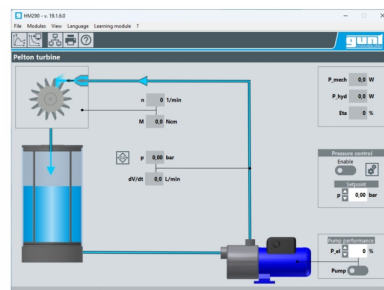 HM290 - v. 19.1.6.0
File Modules View Language Learning module ?
gunt
Pelton turbine
n 0 1/min
M 0,0 Ncm
p 0,00 bar
dV/dt 0,0 L/min
P_mech 0,0 W
P_hyd 0,0 W
Eta 0 %
Pressure control
Enable
Setpoint
p 0,00 bar
Pump performance
P_el 0 %
Pump